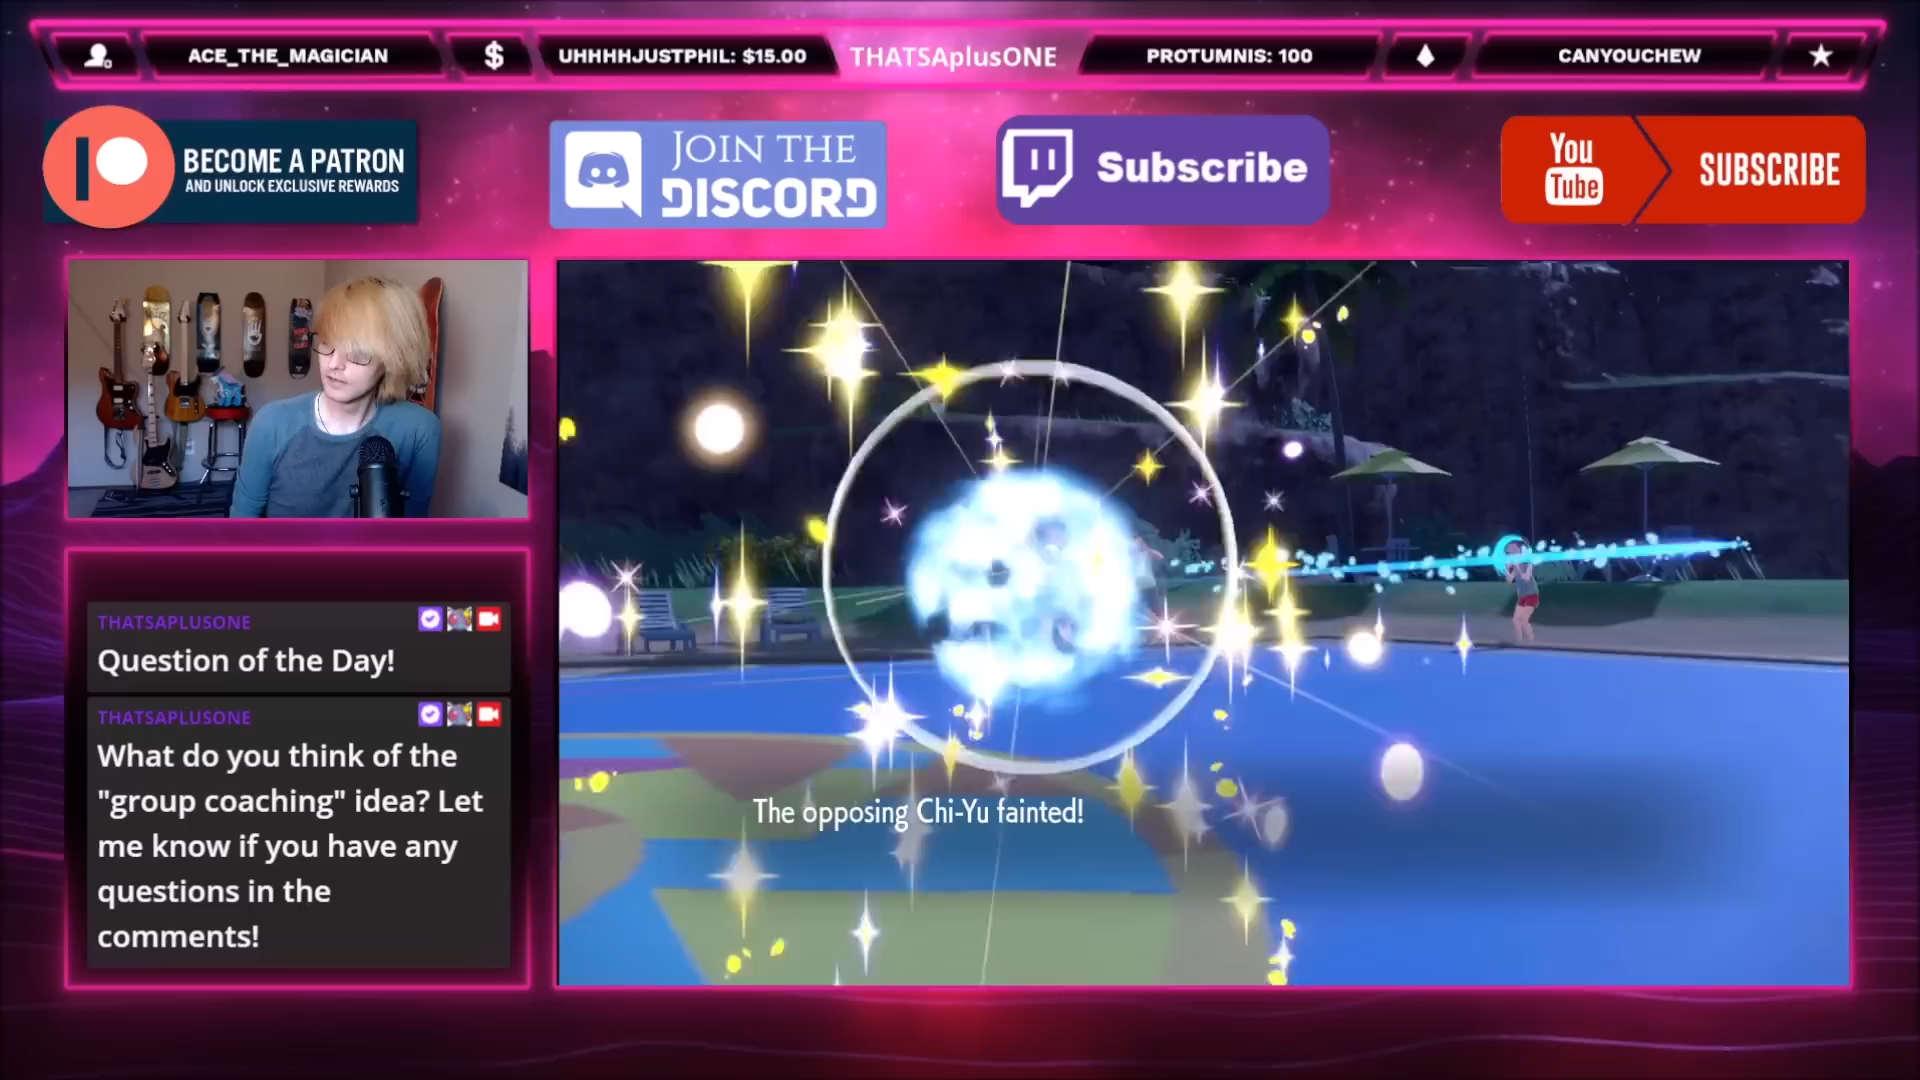 ACE_THE_MAGICIAN
$
UHHHHJUSTPHIL: $15.00
THATSAplusONE
PROTUMNIS: 100
CANYOUCHEW
BECOME A PATRON
AND UNLOCK EXCLUSIVE REWARDS
JOIN THE
DISCORD
Subscribe
You
Tube
SUBSCRIBE
THATSAPLUSONE
Question of the Day!
THATSAPLUSONE
What do you think of the
"group coaching" idea? Let
me know if you have any
questions in the
comments!
The opposing Chi-Yu fainted!